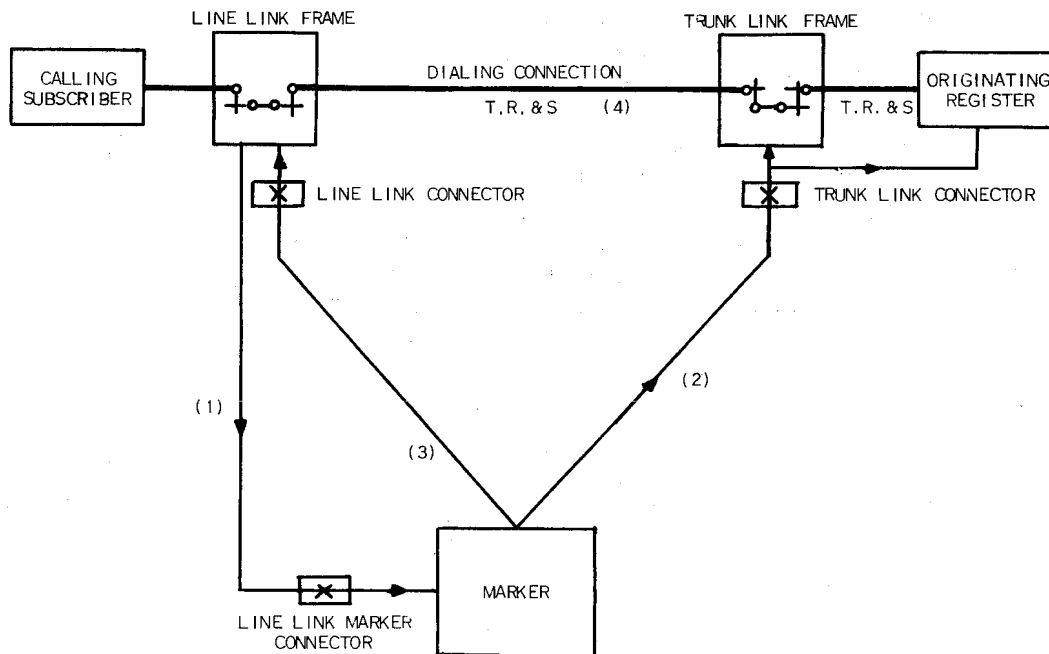 LINE LINK FRAME
TRUNK LINK FRAME
CALLING
SUBSCRIBER
DIALING CONNECTION
T.R. & S (4)
T.R. & S
ORIGINATING
REGISTER
LINE LINK CONNECTOR
TRUNK LINK CONNECTOR
(1)
(2)
(3)
MARKER
LINE LINK MARKER
CONNECTOR